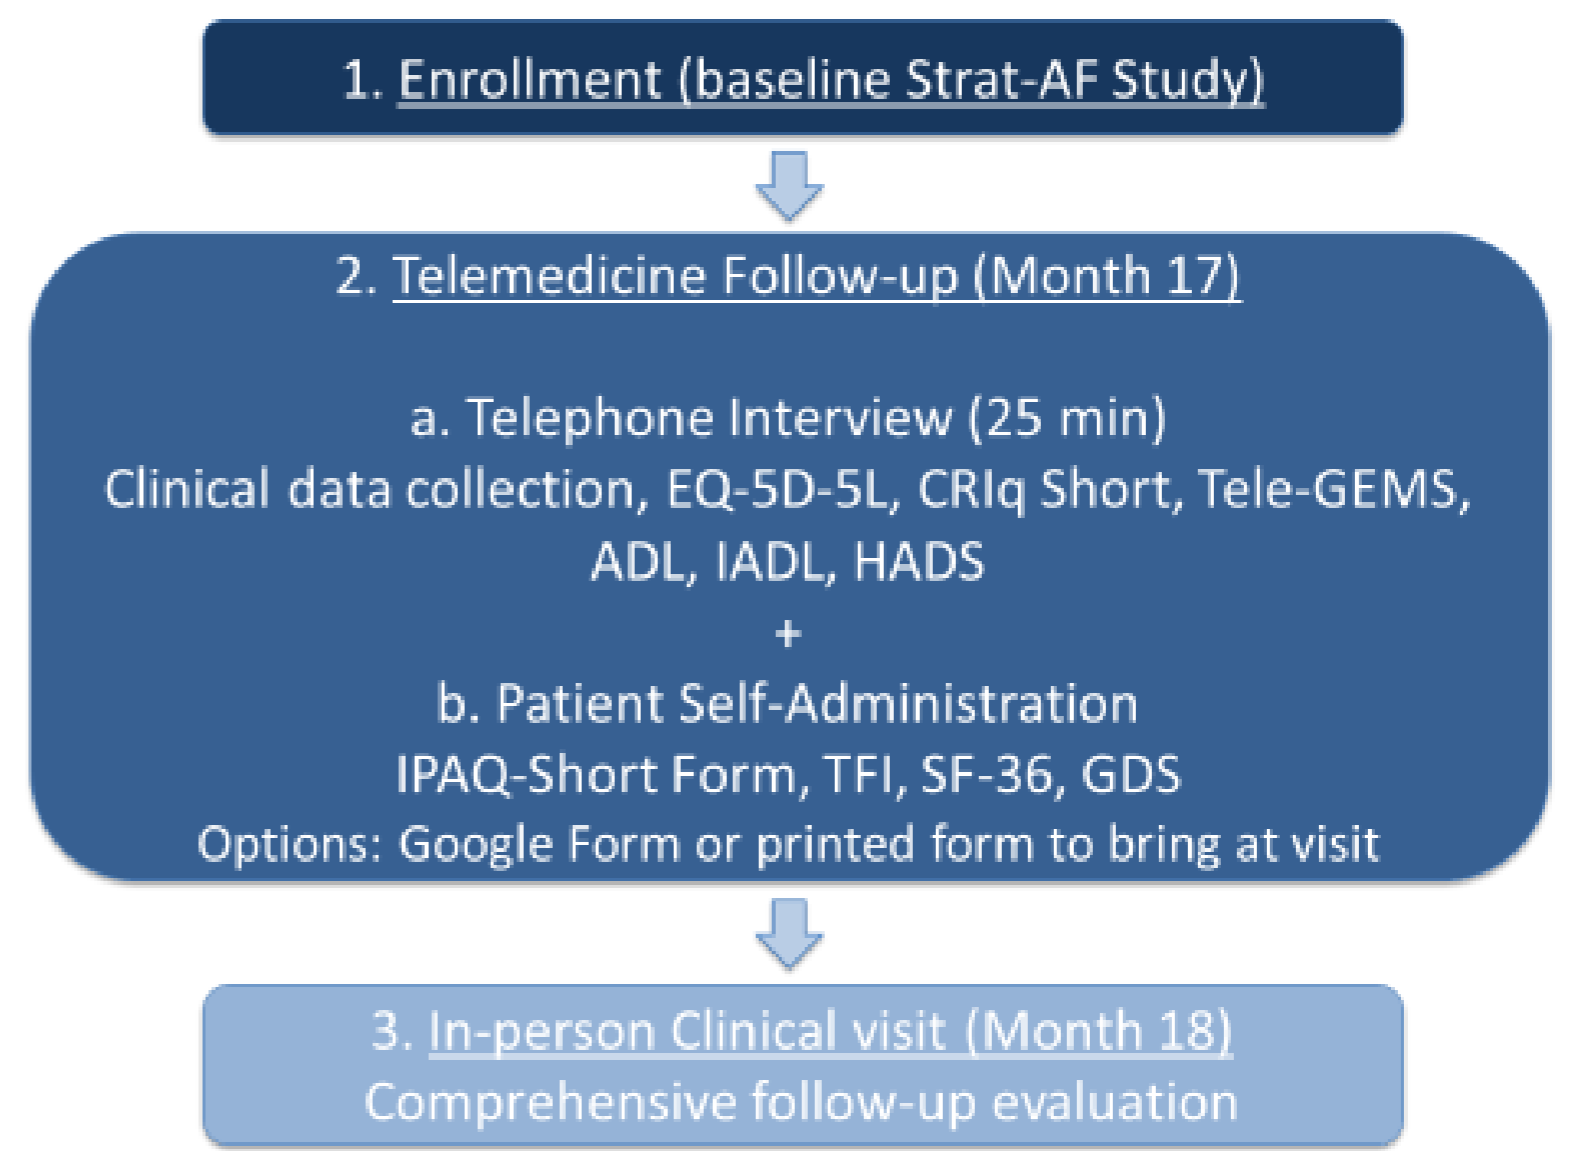 1. Enrollment (baseline Strat-AF Study)
2. Telemedicine Follow-up (Month 17)
a. Telephone Interview (25 min)
Clinical data collection, EQ-5D-5L, CRIq Short, Tele-GEMS,
ADL, IADL, HADS
+
b. Patient Self-Administration
IPAQ-Short Form, TFI, SF-36, GDS
Options: Google Form or printed form to bring at visit
3. In-person Clinical visit (Month 18)
Comprehensive follow-up evaluation